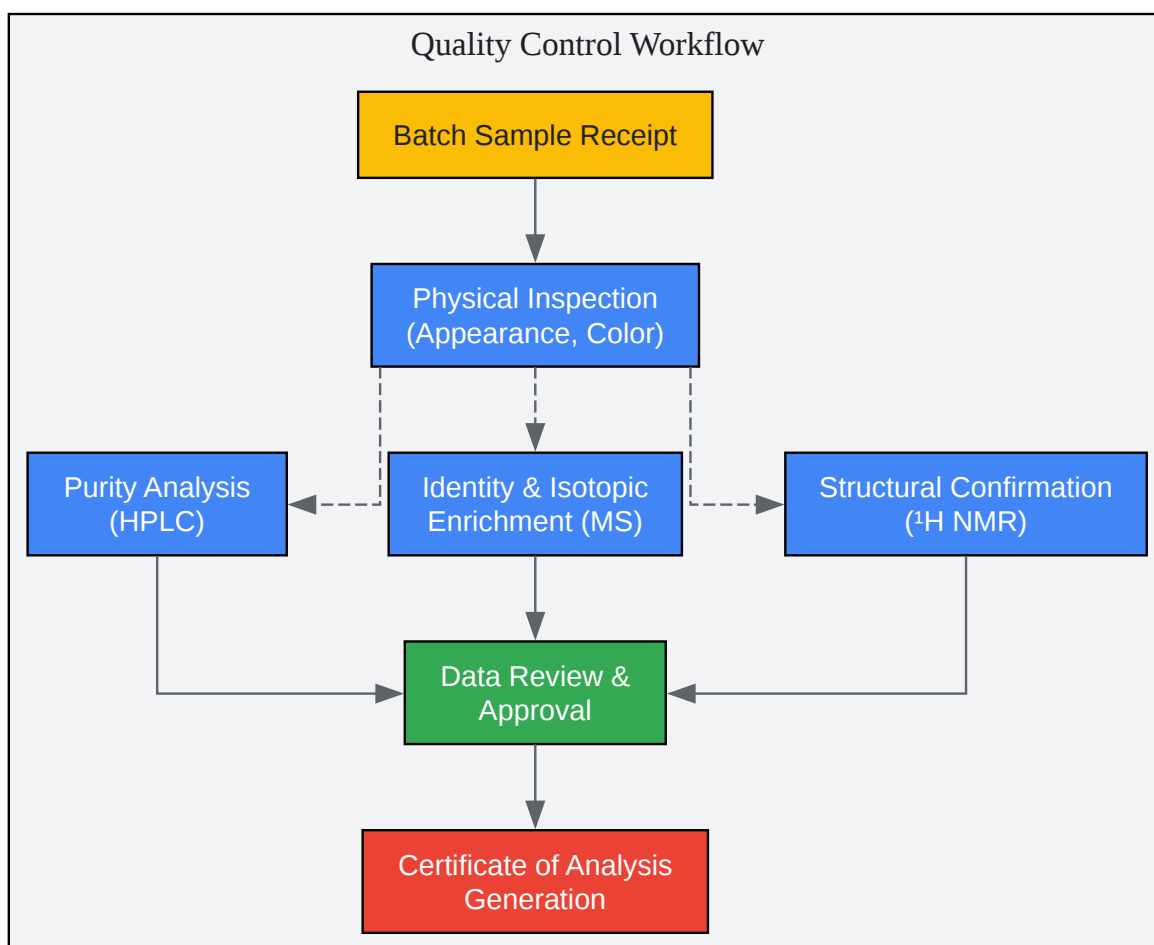 Quality Control Workflow
Batch Sample Receipt
Physical Inspection
(Appearance, Color)
Purity Analysis
(HPLC)
Identity & Isotopic
Enrichment (MS)
Structural Confirmation
(¹H NMR)
Data Review &
Approval
Certificate of Analysis
Generation